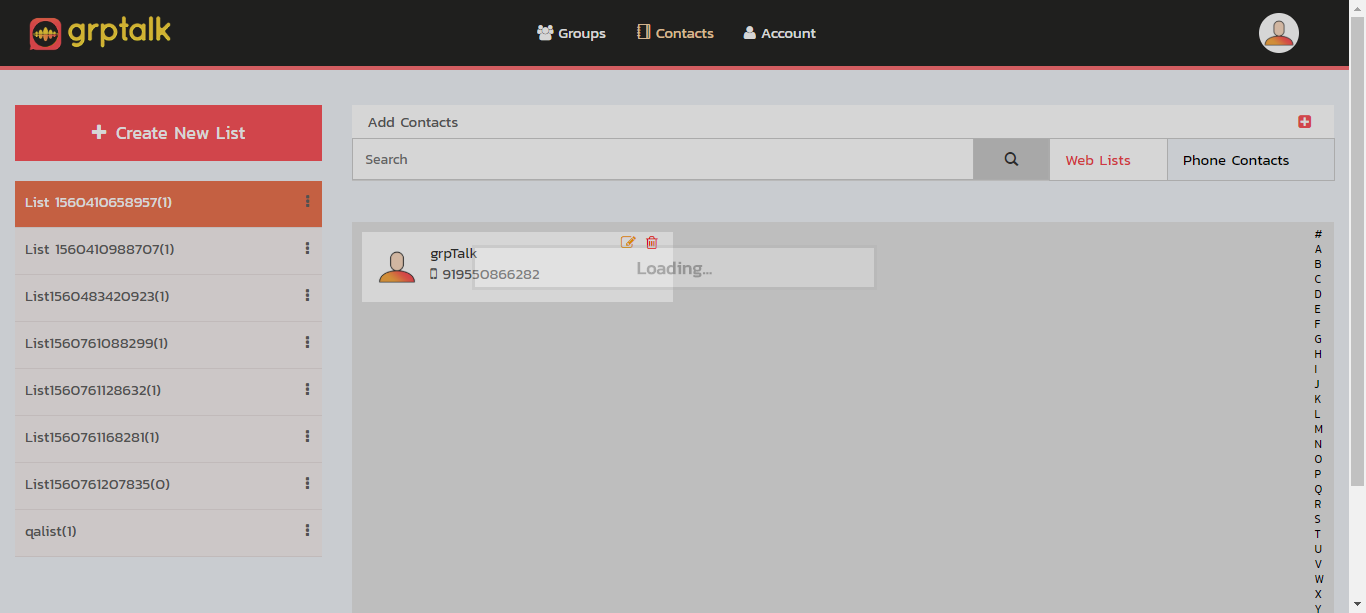 grptalk
Groups
Contacts
Account
Create New List
List 1560410658957(1)
List 1560410988707(1)
List1560483420923(1)
List1560761088299(1)
List1560761128632(1)
List1560761168281(1)
List1560761207835(0)
qalist(1)
Add Contacts
Search
Web Lists
Phone Contacts
grpTalk
919550866282
Loading...
#
A
B
C
D
E
F
G
H
I
J
K
L
M
N
O
P
Q
R
S
T
U
V
W
X
Y